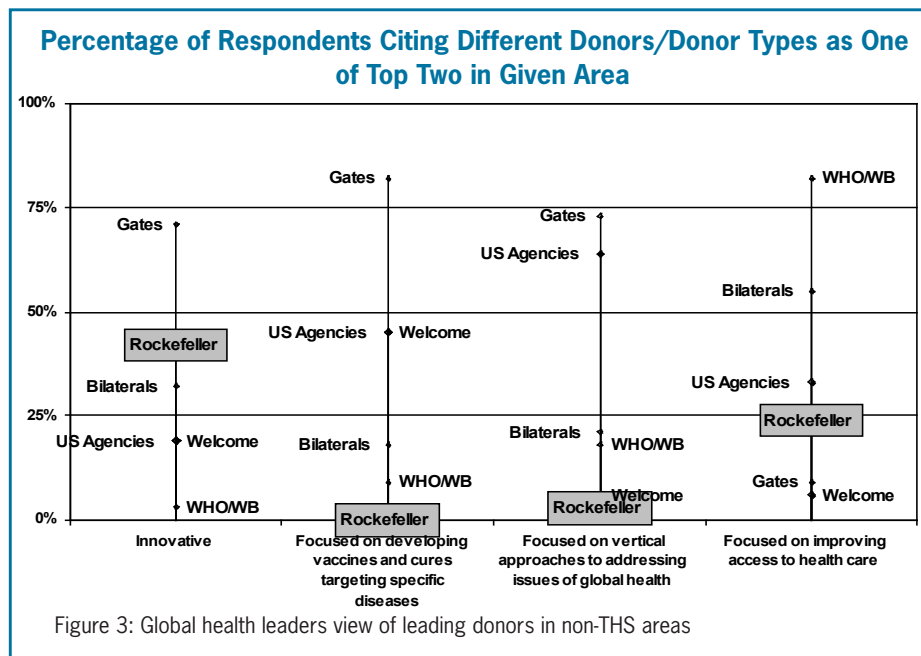 Percentage of Respondents Citing Different Donors/Donor Types as One
of Top Two in Given Area
100%
75%
50%
25%
0%
Gates
Rockefeller
Bilaterals
US Agencies
Welcome
WHO/WB
Innovative
Gates
US Agencies
Welcome
Bilaterals
WHO/WB
Rockefeller
Focused on developing
vaccines and cures
targeting specific
diseases
Gates
US Agencies
Bilaterals
WHO/WB
Welcome
Rockefeller
Focused on vertical
approaches to addressing
issues of global health
WHO/WB
Bilaterals
US Agencies
Rockefeller
Gates
Welcome
Focused on improving
access to health care
Figure 3: Global health leaders view of leading donors in non-THS areas